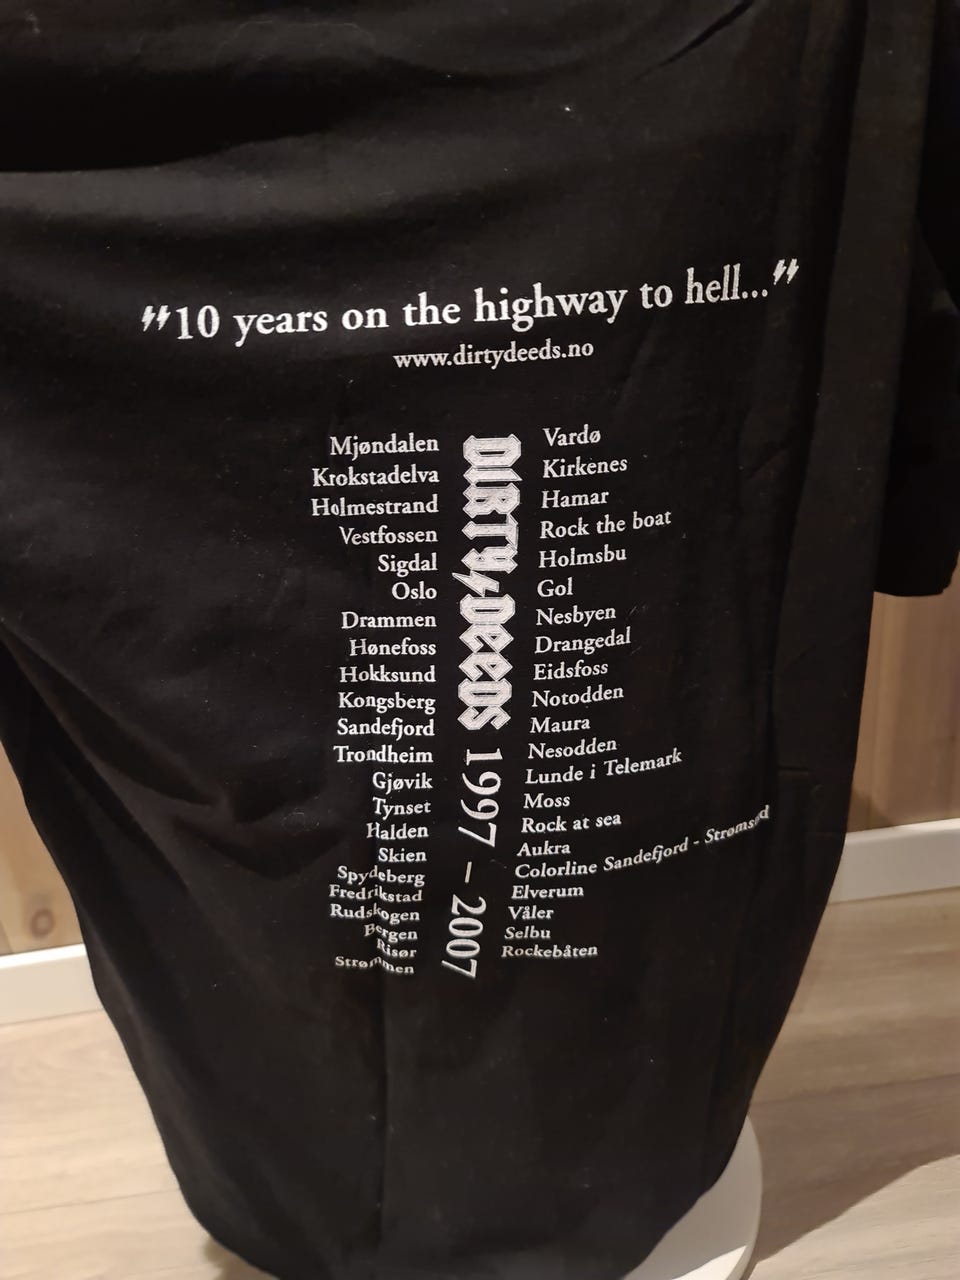 "10 years on the highway to hell..."
www.dirtydeeds.no
Mjøndalen
Krokstadelva
Holmestrand
Vestfossen
Sigdal
Oslo
Drammen
Hønefoss
Hokksund
Kongsberg
Sandefjord
Trondheim
Gjøvik
Tynset
Halden
Skien
Spydeberg
Fredrikstad
Rudskogen
Bergen
Risør
Strømmen
DIRTY DEEDS 1997 – 2007
Vardø
Kirkenes
Hamar
Rock the boat
Holmsbu
Gol
Nesbyen
Drangedal
Eidsfoss
Notodden
Maura
Nesodden
Lunde i Telemark
Moss
Rock at sea
Aukra
Colorline Sandefjord - Strømsød
Elverum
Våler
Selbu
Rockebåten